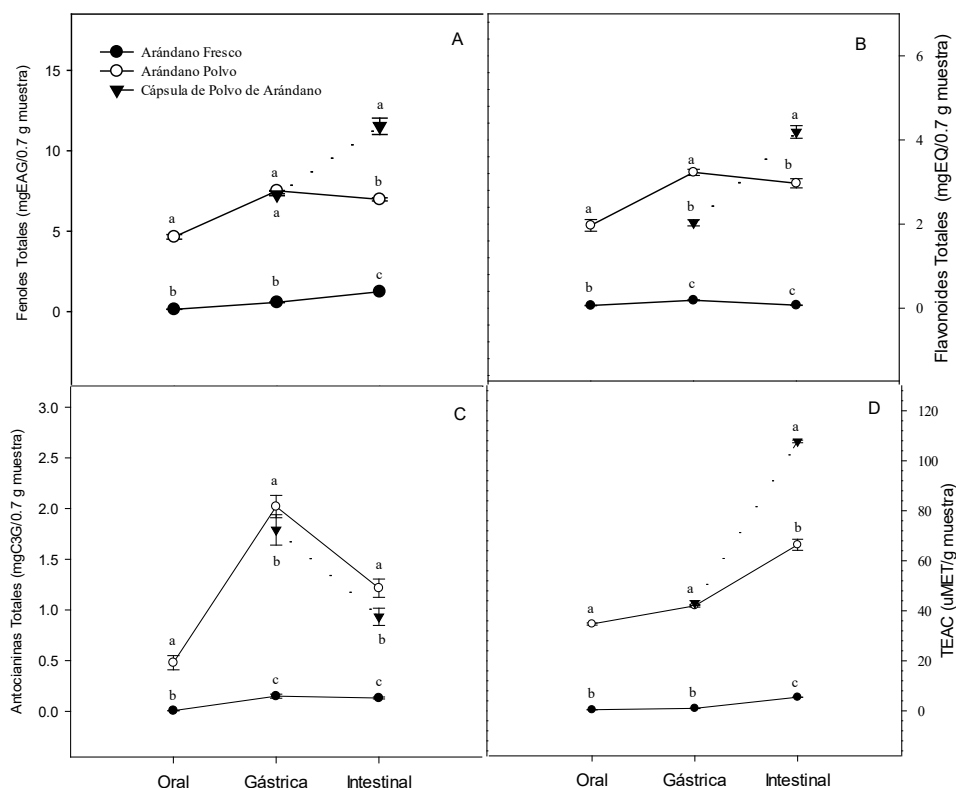 A
Arándano Fresco
Arándano Polvo
Cápsula de Polvo de Arándano
Fenoles Totales (mgEAG/0.7 g muestra)
15
10
5
0
a
b
a
a
b
a
b
c
B
Flavonoides Totales (mgEQ/0.7 g muestra)
6
4
2
0
a
b
a
b
c
a
b
c
C
Antocianinas Totales (mgC3G/0.7 g muestra)
3.0
2.5
2.0
1.5
1.0
0.5
0.0
a
b
a
b
c
a
b
c
Oral Gástrica Intestinal
D
TEAC (uMET/g muestra)
120
100
80
60
40
20
0
a
b
a
b
a
b
c
Oral Gástrica Intestinal